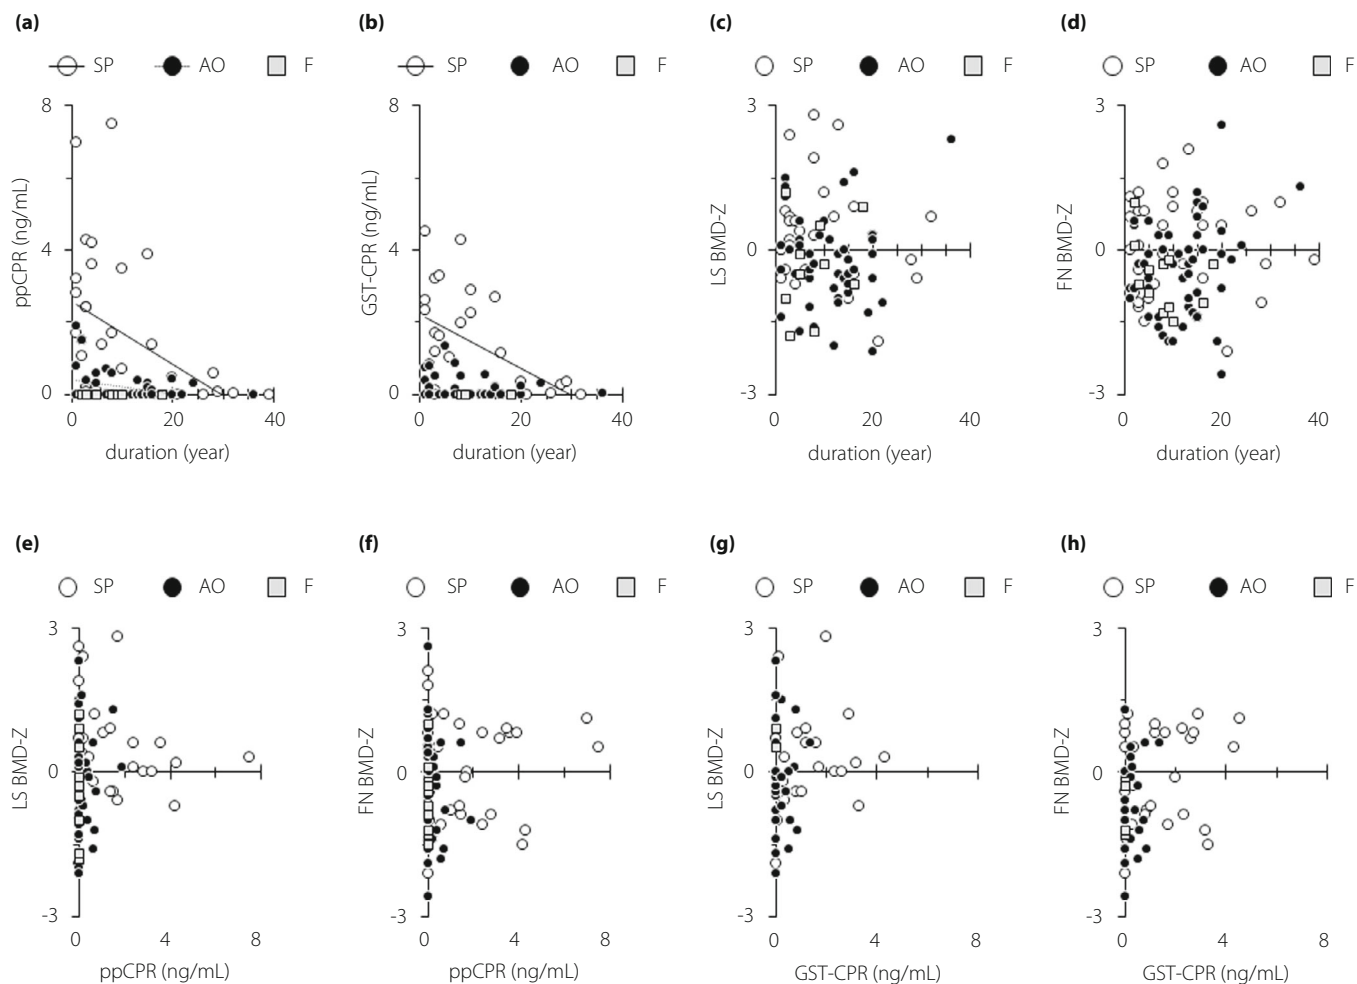 (a) (b) (c) (d)
SP AO F SP AO F SP AO F SP AO F
8 8 3 3
ppCPR (ng/mL) GST-CPR (ng/mL) LS BMD-Z FN BMD-Z
4 4 0 0
0 0 -3 -3
0 20 40 0 20 40 0 20 40 0 20 40
duration (year) duration (year) duration (year) duration (year)
(e) (f) (g) (h)
SP AO F SP AO F SP AO F SP AO F
3 3 3 3
LS BMD-Z FN BMD-Z LS BMD-Z FN BMD-Z
0 0 0 0
-3 -3 -3 -3
0 4 8 0 4 8 0 4 8 0 4 8
ppCPR (ng/mL) ppCPR (ng/mL) GST-CPR (ng/mL) GST-CPR (ng/mL)